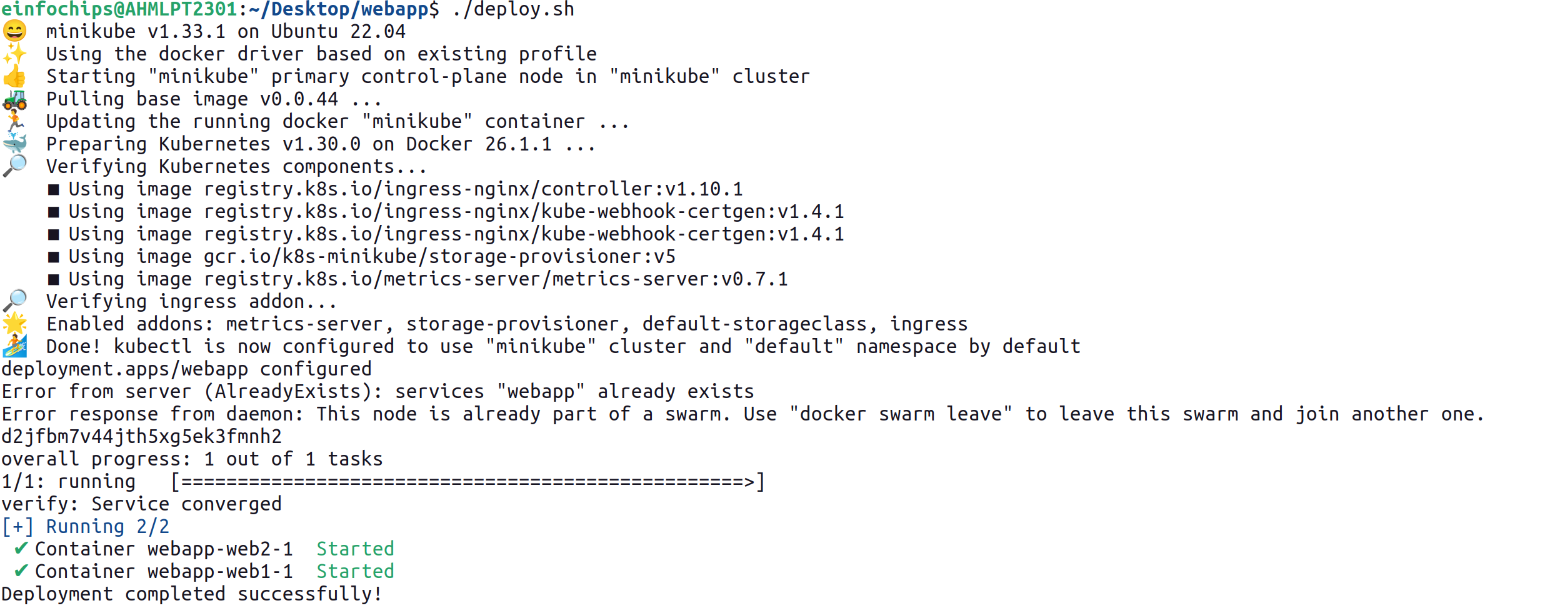 einfochips@AHMLPT2301:~/Desktop/webapp$ ./deploy.sh
😄 minikube v1.33.1 on Ubuntu 22.04
✨ Using the docker driver based on existing profile
👍 Starting "minikube" primary control-plane node in "minikube" cluster
🚜 Pulling base image v0.0.44 ...
🏃 Updating the running docker "minikube" container ...
🐳 Preparing Kubernetes v1.30.0 on Docker 26.1.1 ...
🔎 Verifying Kubernetes components...
■ Using image registry.k8s.io/ingress-nginx/controller:v1.10.1
■ Using image registry.k8s.io/ingress-nginx/kube-webhook-certgen:v1.4.1
■ Using image registry.k8s.io/ingress-nginx/kube-webhook-certgen:v1.4.1
■ Using image gcr.io/k8s-minikube/storage-provisioner:v5
■ Using image registry.k8s.io/metrics-server/metrics-server:v0.7.1
🔎 Verifying ingress addon...
🌟 Enabled addons: metrics-server, storage-provisioner, default-storageclass, ingress
🏄 Done! kubectl is now configured to use "minikube" cluster and "default" namespace by default
deployment.apps/webapp configured
Error from server (AlreadyExists): services "webapp" already exists
Error response from daemon: This node is already part of a swarm. Use "docker swarm leave" to leave this swarm and join another one.
d2jfbm7v44jth5xg5ek3fmnh2
overall progress: 1 out of 1 tasks
1/1: running   [==================================================>]
verify: Service converged
[+] Running 2/2
✔ Container webapp-web2-1  Started
✔ Container webapp-web1-1  Started
Deployment completed successfully!